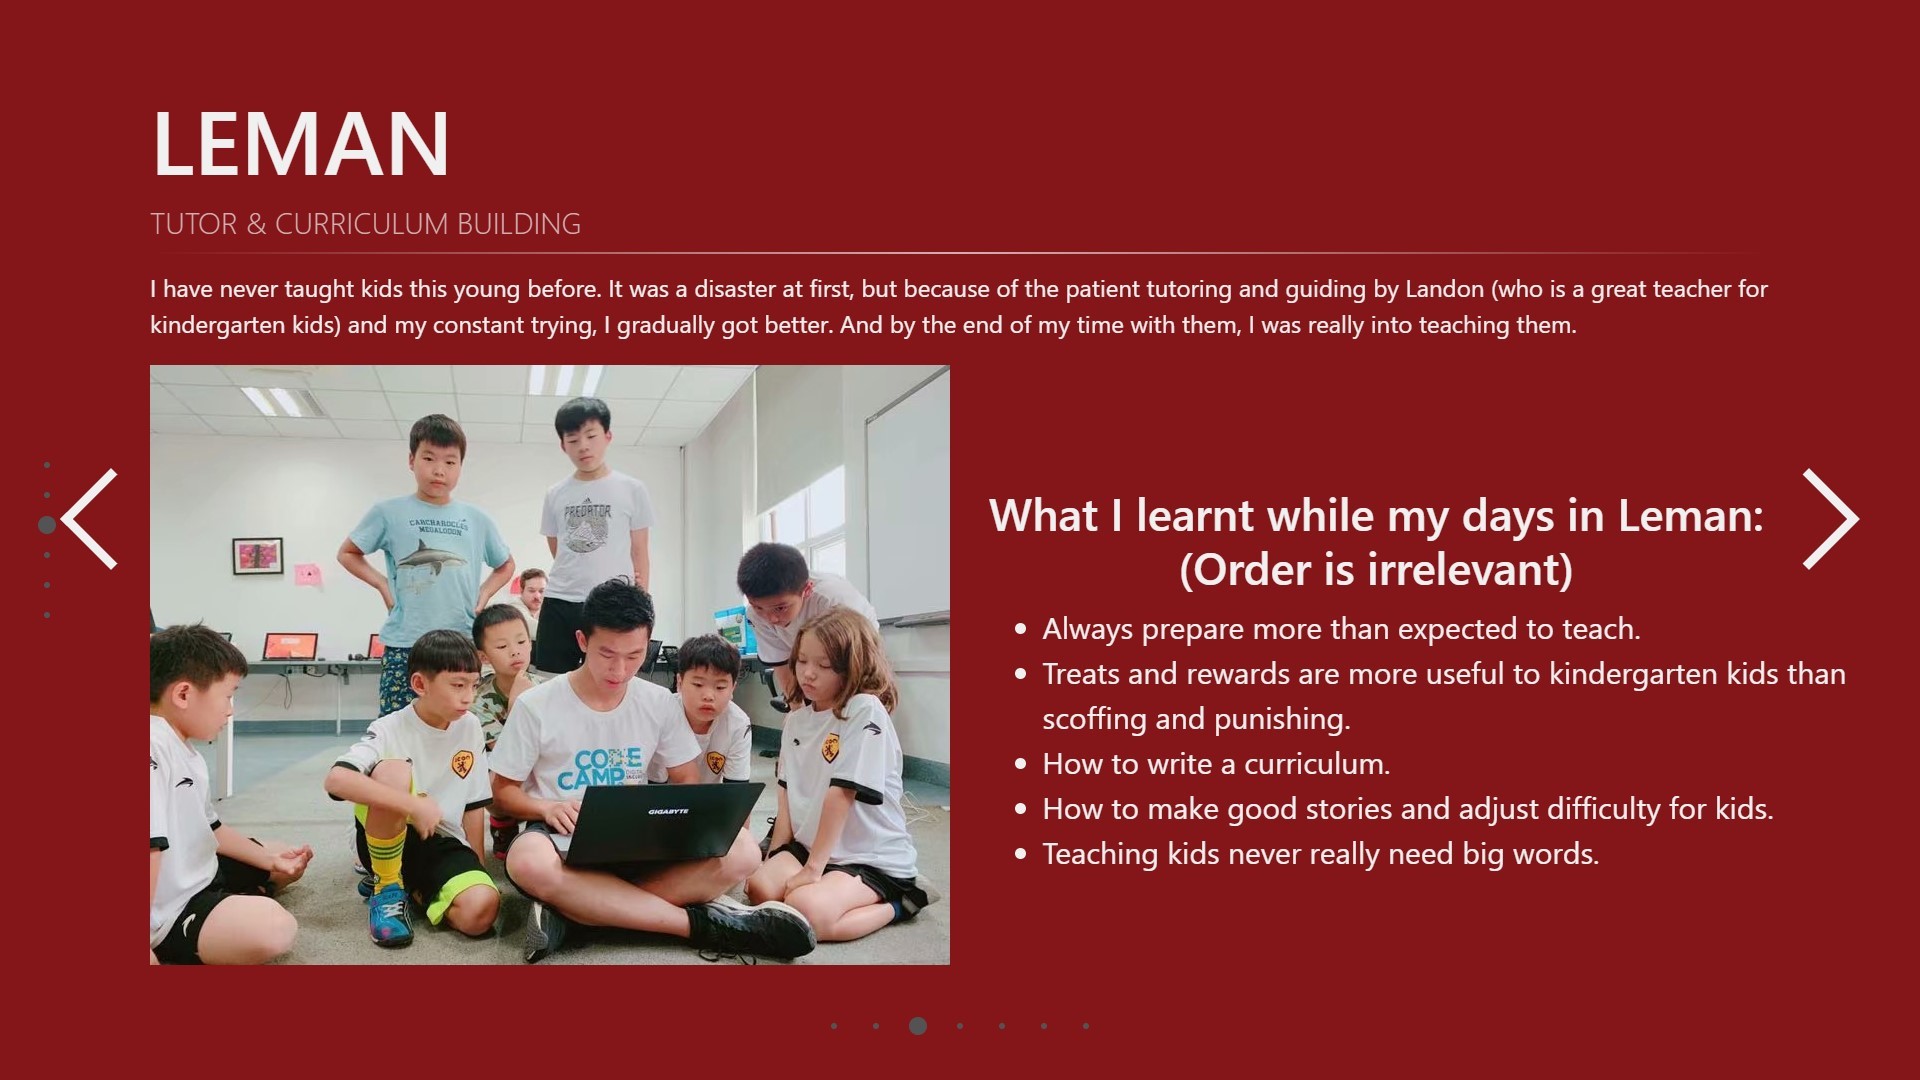 LEMAN
TUTOR & CURRICULUM BUILDING
I have never taught kids this young before. It was a disaster at first, but because of the patient tutoring and guiding by Landon (who is a great teacher for
kindergarten kids) and my constant trying, I gradually got better. And by the end of my time with them, I was really into teaching them.
CARCHAROCLES
MEGALODON
PREDATOR
CODE
CAMP
GIGABYTE
What I learnt while my days in Leman:
(Order is irrelevant)
• Always prepare more than expected to teach.
• Treats and rewards are more useful to kindergarten kids than
scoffing and punishing.
• How to write a curriculum.
• How to make good stories and adjust difficulty for kids.
• Teaching kids never really need big words.